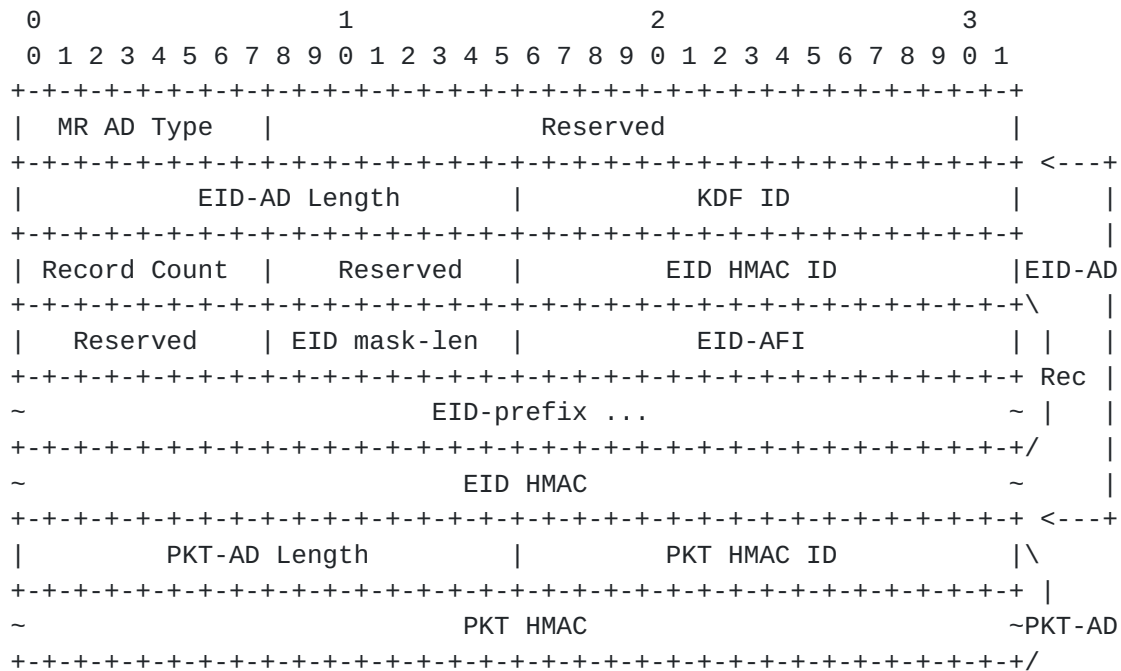 0                   1                   2                   3
 0 1 2 3 4 5 6 7 8 9 0 1 2 3 4 5 6 7 8 9 0 1 2 3 4 5 6 7 8 9 0 1
+-+-+-+-+-+-+-+-+-+-+-+-+-+-+-+-+-+-+-+-+-+-+-+-+-+-+-+-+-+-+-+-+
|  MR AD Type   |                 Reserved                      |
+-+-+-+-+-+-+-+-+-+-+-+-+-+-+-+-+-+-+-+-+-+-+-+-+-+-+-+-+-+-+-+-+ <---+
|           EID-AD Length       |           KDF ID              |     |
+-+-+-+-+-+-+-+-+-+-+-+-+-+-+-+-+-+-+-+-+-+-+-+-+-+-+-+-+-+-+-+-+     |
| Record Count  |    Reserved   |         EID HMAC ID           |EID-AD
+-+-+-+-+-+-+-+-+-+-+-+-+-+-+-+-+-+-+-+-+-+-+-+-+-+-+-+-+-+-+-+-+\    |
|   Reserved    | EID mask-len  |           EID-AFI             | |   |
+-+-+-+-+-+-+-+-+-+-+-+-+-+-+-+-+-+-+-+-+-+-+-+-+-+-+-+-+-+-+-+-+ Rec |
~                          EID-prefix ...                       ~ |   |
+-+-+-+-+-+-+-+-+-+-+-+-+-+-+-+-+-+-+-+-+-+-+-+-+-+-+-+-+-+-+-+-+/    |
~                            EID HMAC                           ~     |
+-+-+-+-+-+-+-+-+-+-+-+-+-+-+-+-+-+-+-+-+-+-+-+-+-+-+-+-+-+-+-+-+ <---+
|         PKT-AD Length         |         PKT HMAC ID           |\
+-+-+-+-+-+-+-+-+-+-+-+-+-+-+-+-+-+-+-+-+-+-+-+-+-+-+-+-+-+-+-+-+ |
~                            PKT HMAC                           ~PKT-AD
+-+-+-+-+-+-+-+-+-+-+-+-+-+-+-+-+-+-+-+-+-+-+-+-+-+-+-+-+-+-+-+-+/